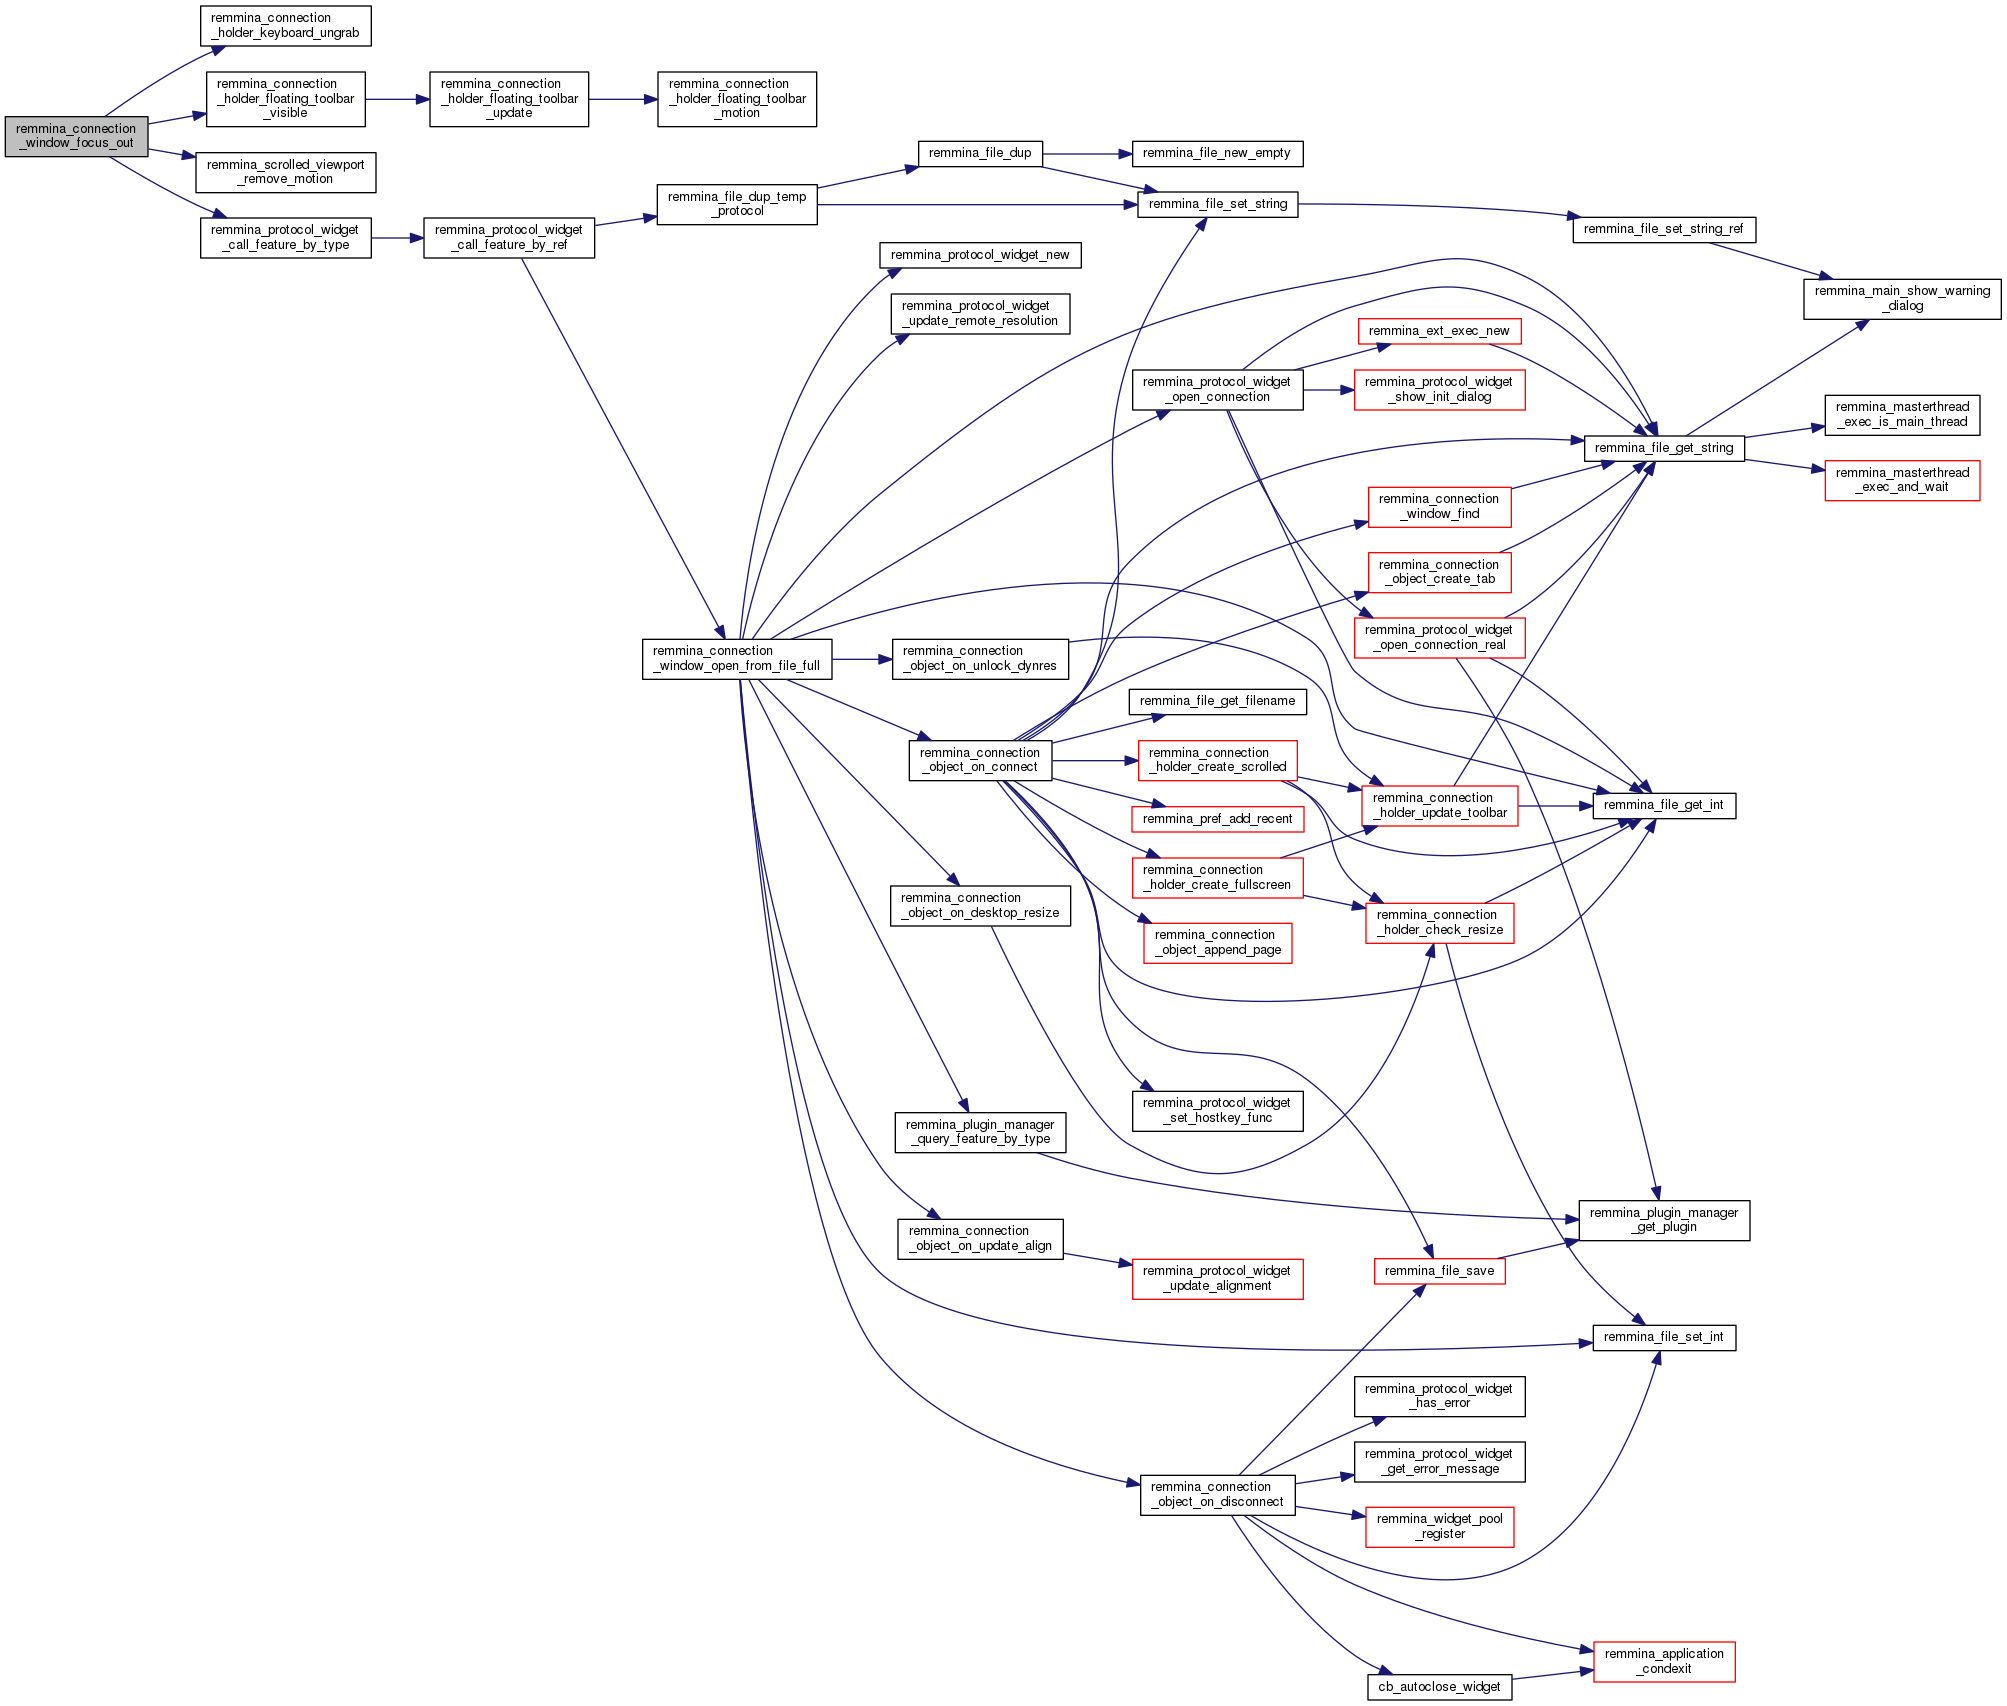 remmina_connection
_window_focus_out
remmina_connection
_holder_keyboard_ungrab
remmina_connection
_holder_floating_toolbar
_visible
remmina_connection
_holder_floating_toolbar
_update
remmina_connection
_holder_floating_toolbar
_motion
remmina_scrolled_viewport
_remove_motion
remmina_protocol_widget
_call_feature_by_type
remmina_protocol_widget
_call_feature_by_ref
remmina_file_dup_temp
_protocol
remmina_file_dup
remmina_file_new_empty
remmina_file_set_string
remmina_file_set_string_ref
remmina_main_show_warning
_dialog
remmina_protocol_widget_new
remmina_protocol_widget
_update_remote_resolution
remmina_protocol_widget
_open_connection
remmina_ext_exec_new
remmina_protocol_widget
_show_init_dialog
remmina_file_get_string
remmina_masterthread
_exec_is_main_thread
remmina_masterthread
_exec_and_wait
remmina_connection
_window_find
remmina_connection
_object_create_tab
remmina_protocol_widget
_open_connection_real
remmina_connection
_window_open_from_file_full
remmina_connection
_object_on_unlock_dynres
remmina_connection
_object_on_connect
remmina_file_get_filename
remmina_connection
_holder_create_scrolled
remmina_pref_add_recent
remmina_connection
_holder_create_fullscreen
remmina_connection
_object_append_page
remmina_connection
_holder_update_toolbar
remmina_file_get_int
remmina_connection
_holder_check_resize
remmina_connection
_object_on_desktop_resize
remmina_protocol_widget
_set_hostkey_func
remmina_plugin_manager
_query_feature_by_type
remmina_plugin_manager
_get_plugin
remmina_connection
_object_on_update_align
remmina_protocol_widget
_update_alignment
remmina_file_save
remmina_file_set_int
remmina_protocol_widget
_has_error
remmina_protocol_widget
_get_error_message
remmina_connection
_object_on_disconnect
remmina_widget_pool
_register
remmina_application
_condexit
cb_autoclose_widget